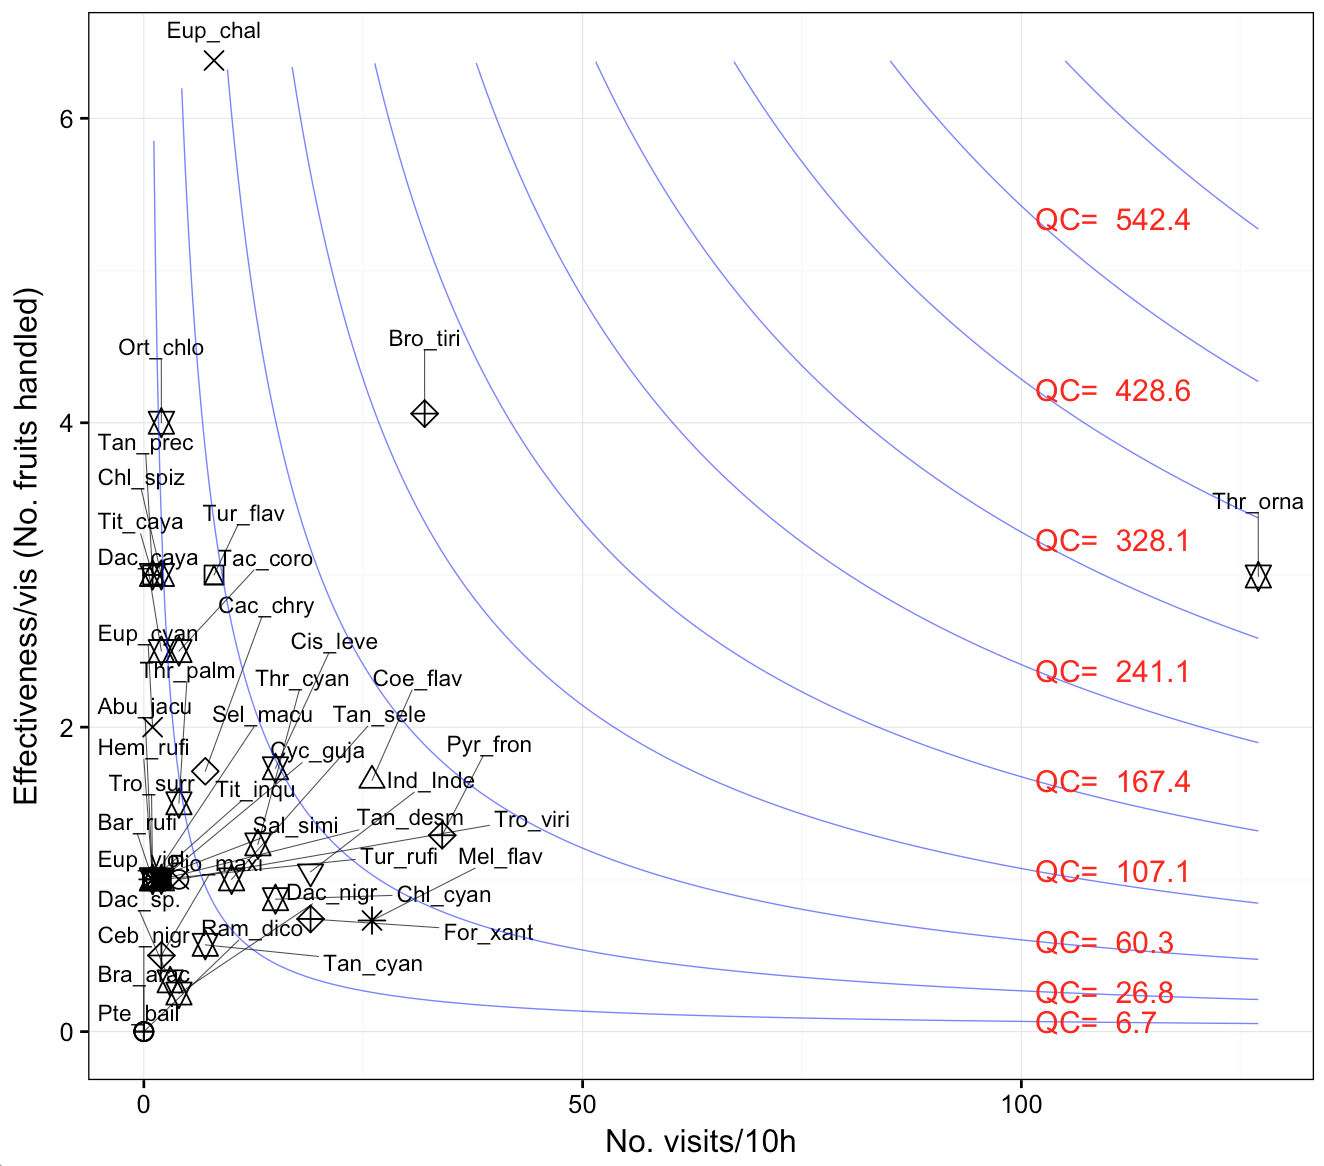 Eup_chal
6
QC= 542.4
Ort_chlo
Bro_tiri
QC= 428.6
4
Tan_prec
Chl_spiz
Tur_flav
Thr_orna
Tit_caya
QC= 328.1
Dac_caya
Tac_coro
Cac_chry
Eup_cyan
Cis_leve
Thr_palm
Thr_cyan
Coe_flav
QC= 241.1
Abu_jacu
Sel_macu
Tan_sele
2
Hem_rufi
Cyc_guja
Pyr_fron
Tro_surr
Tit_inqu
Ind_Inde
QC= 167.4
Bar_rufi
Sal_simi
Tan_desm
Tro_viri
Eup_viol
Pio_maxi
Tur_rufi
Mel_flav
QC= 107.1
Dac_sp.
Dac_nigr
Chl_cyan
Ceb_nigr
Ram_dico
For_xant
QC= 60.3
Bra_arac
Tan_cyan
QC= 26.8
Pte_bail
QC= 6.7
0
0
50
100
No. visits/10h
Effectiveness/vis (No. fruits handled)